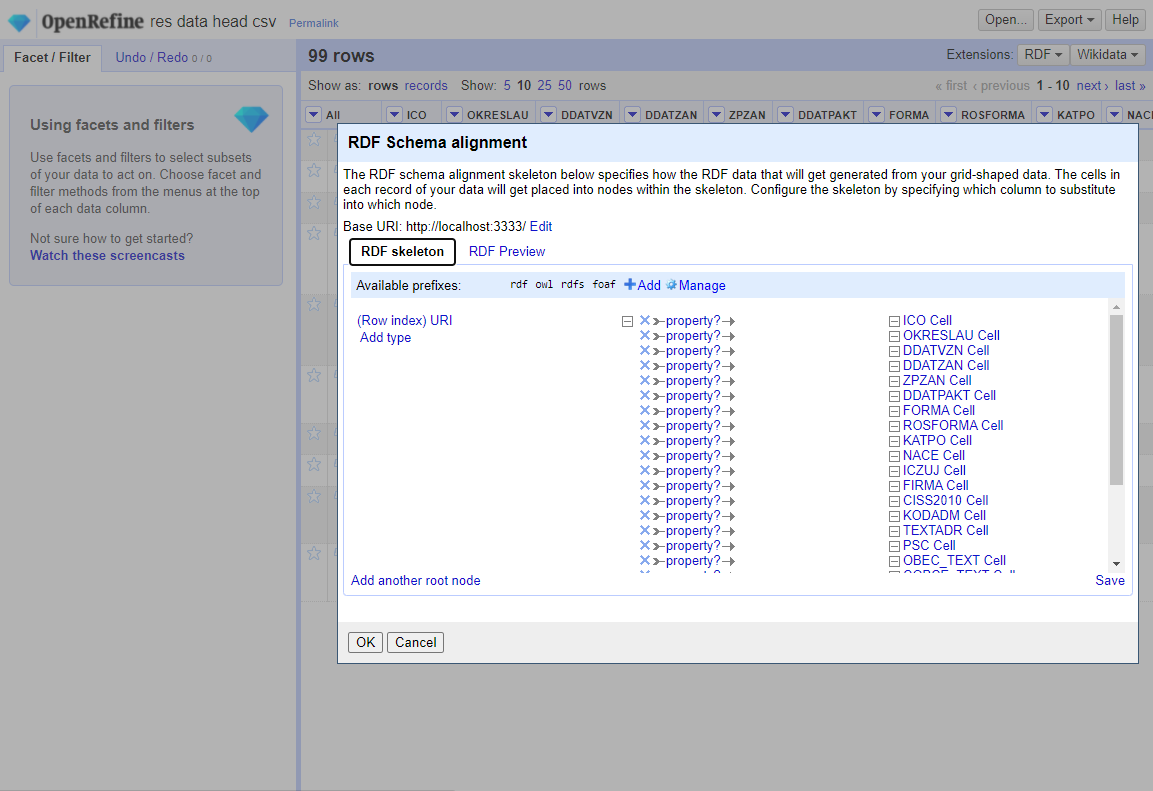 OpenRefine res data head csv Permalink
Open... Export Help
Facet / Filter Undo / Redo 0 / 0
99 rows
Extensions: RDF Wikidata
Show as: rows records Show: 5 10 25 50 rows
« first ‹ previous 1 - 10 next › last »
All ICO OKRESLAU DDATVZN DDATZAN ZPZAN DDATPAKT FORMA ROSFORMA KATPO NACE
Using facets and filters
Use facets and filters to select subsets
of your data to act on. Choose facet and
filter methods from the menus at the top
of each data column.
Not sure how to get started?
Watch these screencasts
RDF Schema alignment
The RDF schema alignment skeleton below specifies how the RDF data that will get generated from your grid-shaped data. The cells in
each record of your data will get placed into nodes within the skeleton. Configure the skeleton by specifying which column to substitute
into which node.
Base URI: http://localhost:3333/ Edit
RDF skeleton RDF Preview
Available prefixes: rdf owl rdfs foaf Add Manage
(Row index) URI
Add type
property? ICO Cell
property? OKRESLAU Cell
property? DDATVZN Cell
property? DDATZAN Cell
property? ZPZAN Cell
property? DDATPAKT Cell
property? FORMA Cell
property? ROSFORMA Cell
property? KATPO Cell
property? NACE Cell
property? ICZUJ Cell
property? FIRMA Cell
property? CISS2010 Cell
property? KODADM Cell
property? TEXTADR Cell
property? PSC Cell
property? OBEC_TEXT Cell
Add another root node Save
OK Cancel